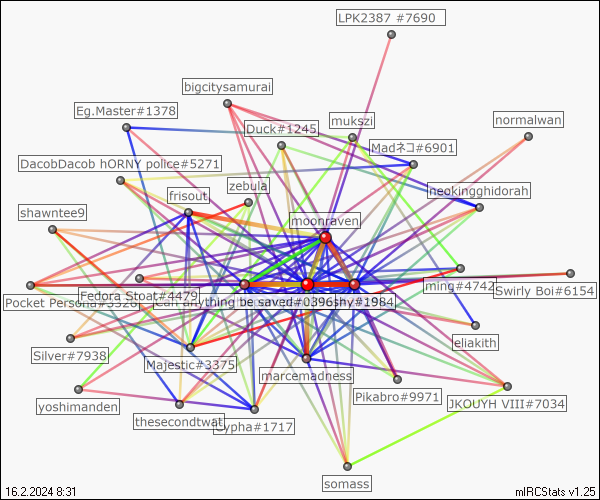 LPK2387 #7690
bigcitysamurai
Eg.Master#1378
mukszi
normalwan
Duck#1245
Madネコ#6901
DacobDacob hORNY police#5271
zebula
neokingghidorah
frisout
shawntee9
moonraven
ming#4742
Swirly Boi#6154
Pocket Persona#5526
Fedora Stoat#4479
can anything be saved#0396
shy#1984
eliakith
Silver#7938
Majestic#3375
marcemadness
Pikabro#9971
JKOUYH VIII#7034
yoshimanden
thesecondtwat
Cypha#1717
somass
16.2.2024 8:31
mIRCStats v1.25